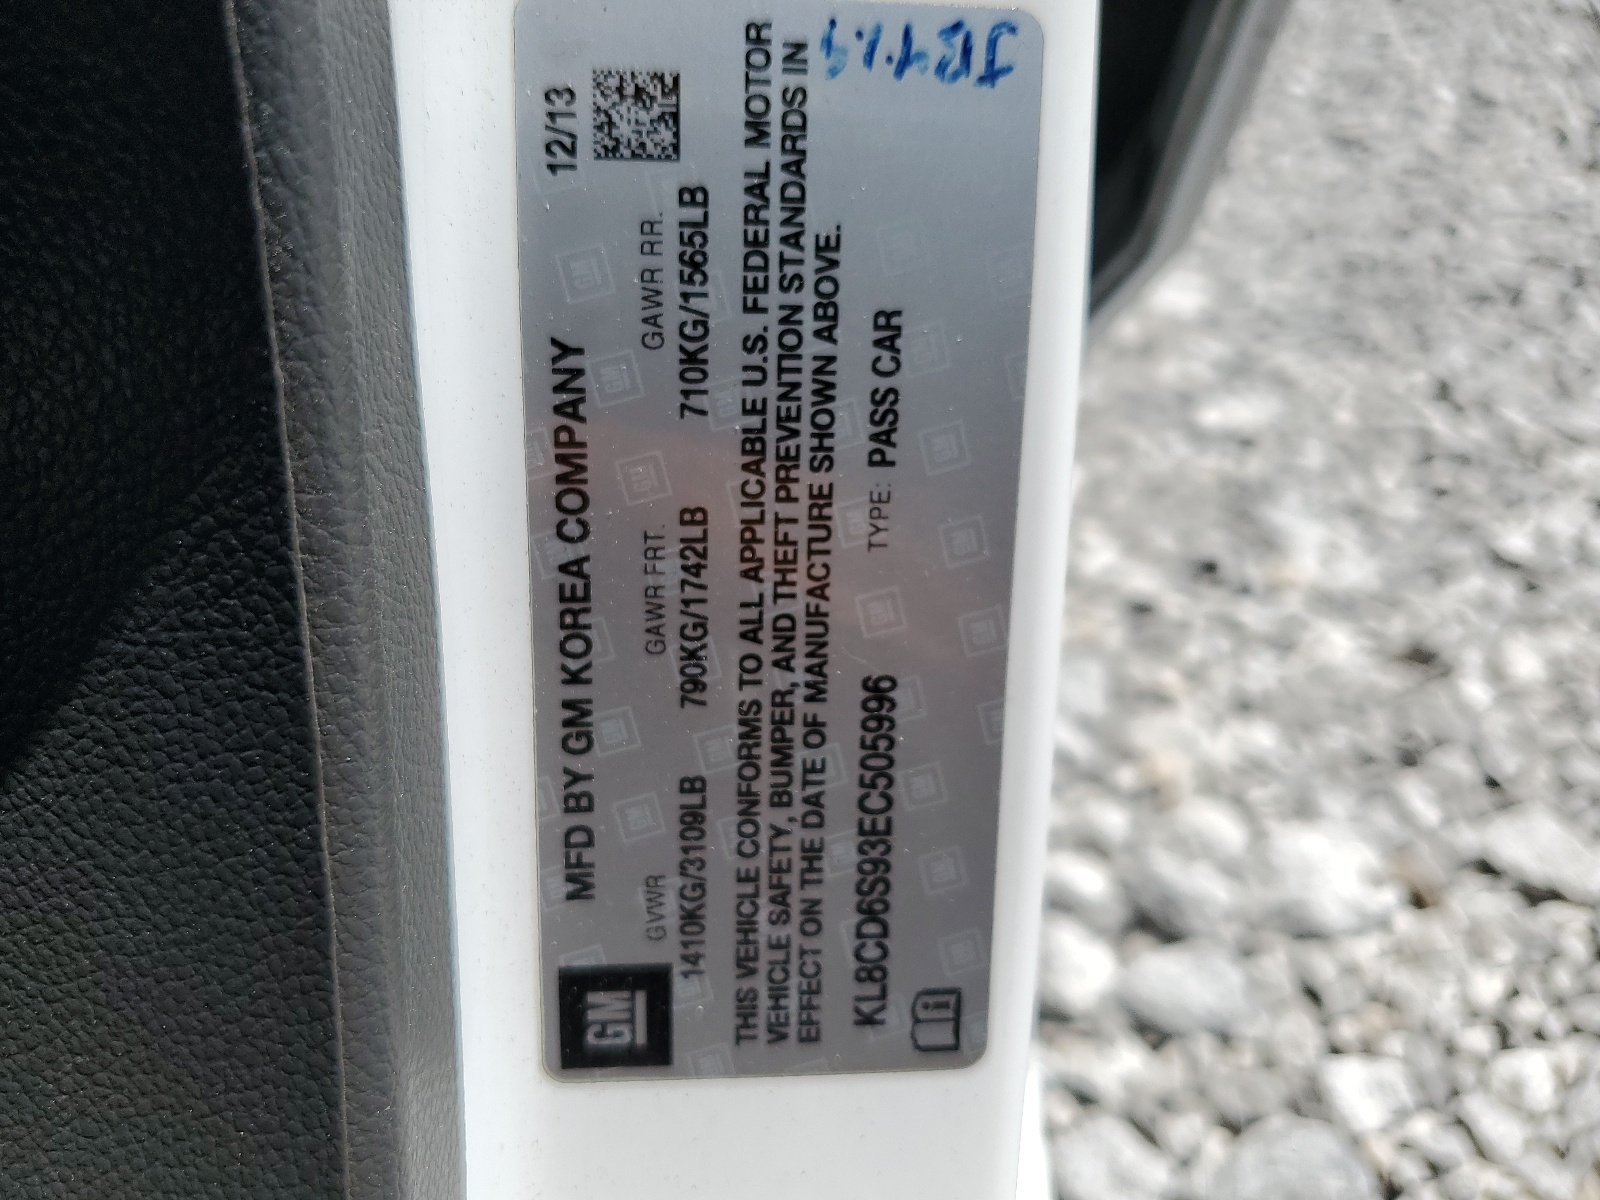 GM
MFD BY GM KOREA COMPANY 12/13
GVWR GAWR FRT. GAWR RR.
1410KG/3109LB 790KG/1742LB 710KG/1565LB
THIS VEHICLE CONFORMS TO ALL APPLICABLE U.S. FEDERAL MOTOR
VEHICLE SAFETY, BUMPER, AND THEFT PREVENTION STANDARDS IN
EFFECT ON THE DATE OF MANUFACTURE SHOWN ABOVE.
KL8CD6S93EC505996 TYPE: PASS CAR